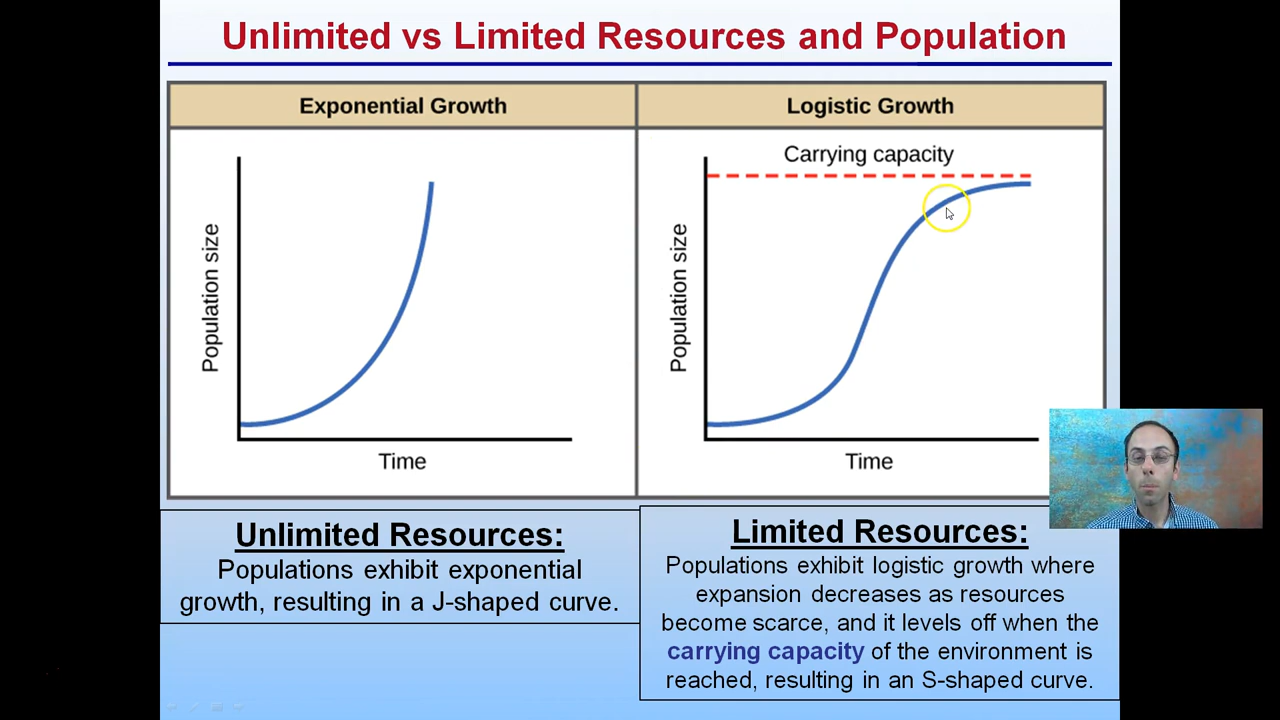 Unlimited vs Limited Resources and Population
Exponential Growth
Population size
Time
Logistic Growth
Carrying capacity
Population size
Time
Unlimited Resources:
Populations exhibit exponential
growth, resulting in a J-shaped curve.
Limited Resources:
Populations exhibit logistic growth where
expansion decreases as resources
become scarce, and it levels off when the
carrying capacity of the environment is
reached, resulting in an S-shaped curve.